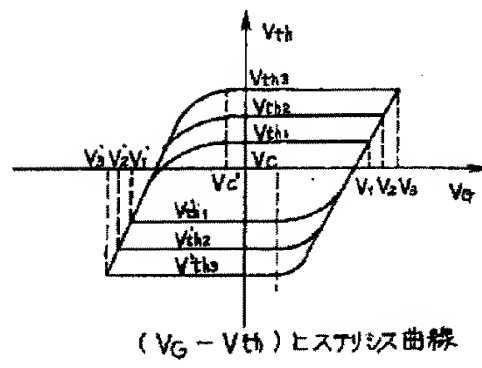 Vth
Vth3
Vth2
Vth1
V3' V2' V1'
Vc
Vc'
V1 V2 V3
VG
V'th1
V'th2
V'th3
(VG - Vth) ヒステリシス曲線